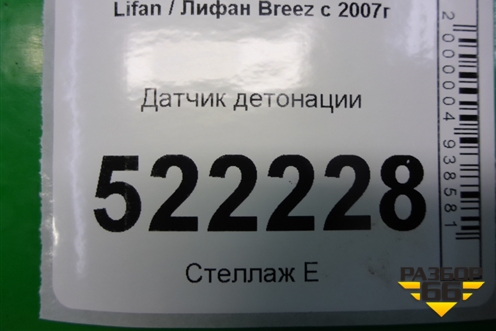 Lifan / Лифан Breez с 2007г
Датчик детонации
522228
Стеллаж Е
2000004938581
РАЗБОР
66